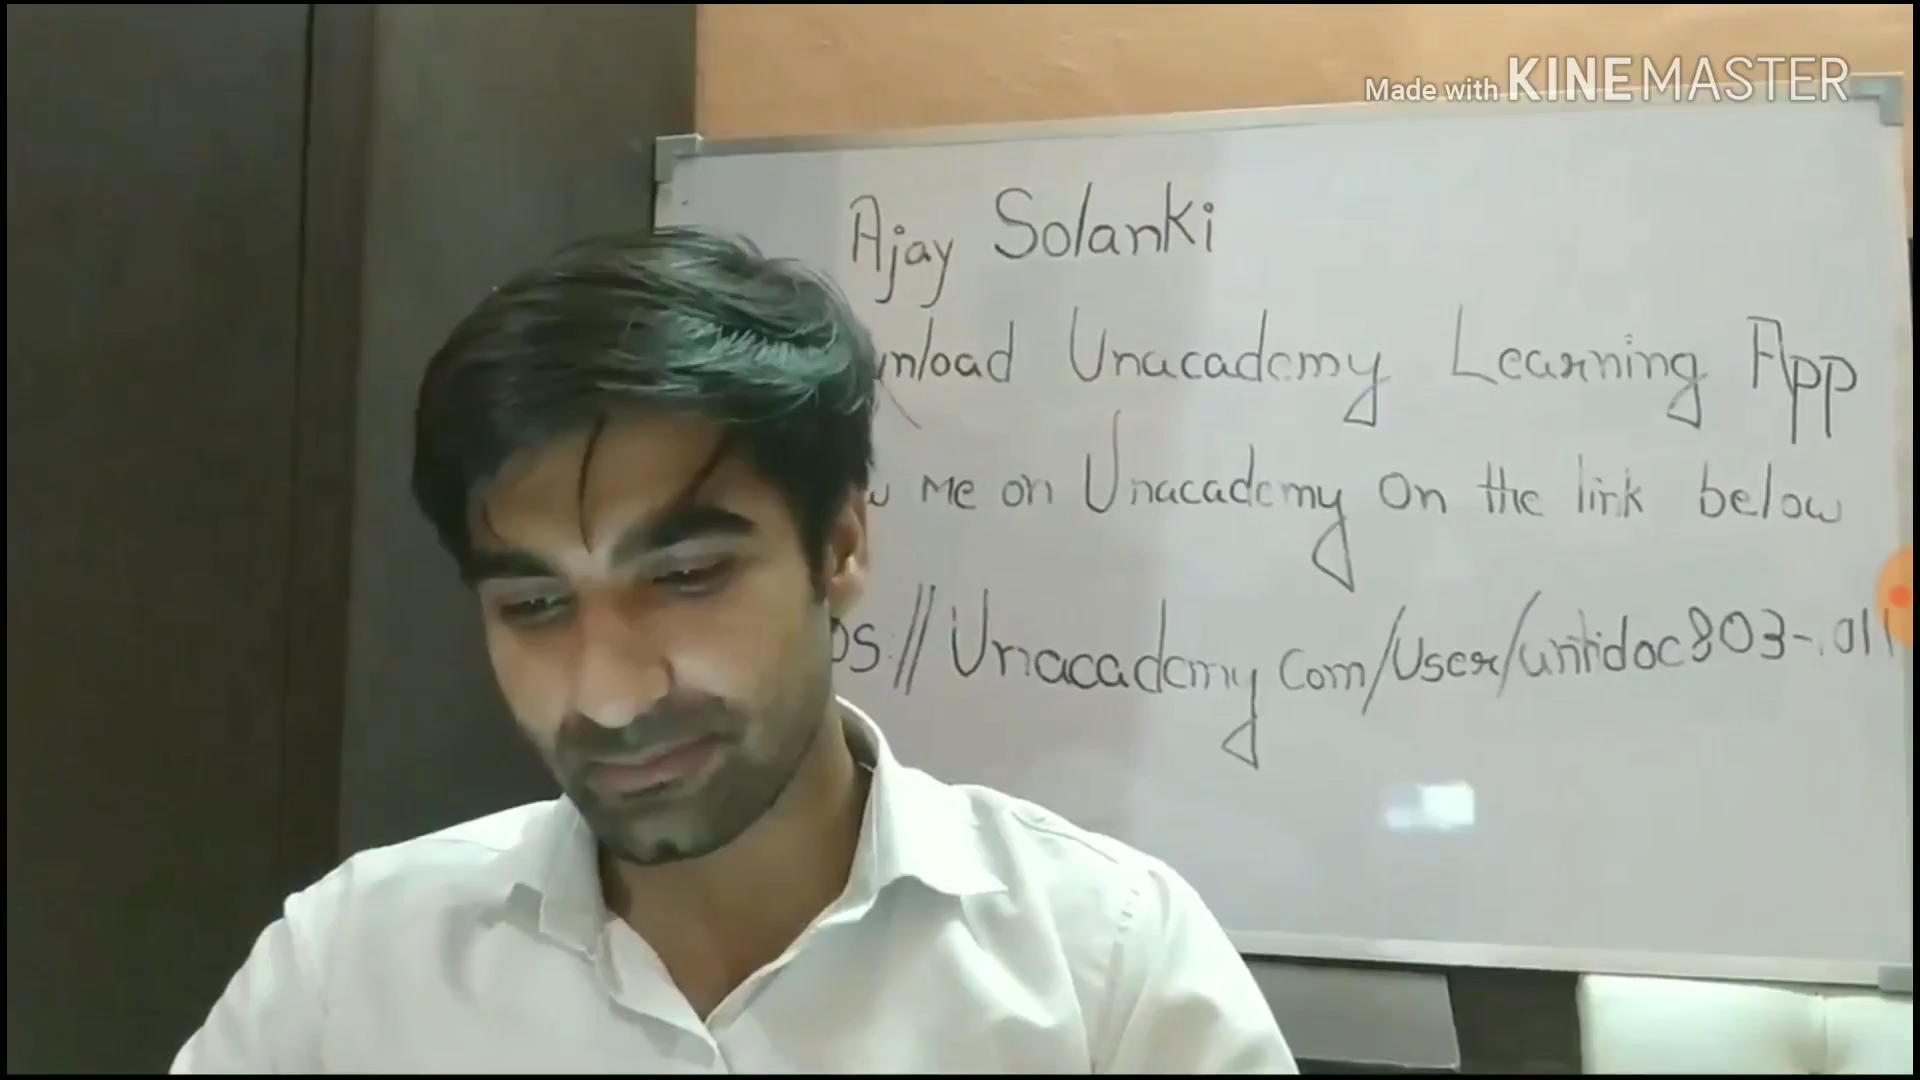 Made with KINEMASTER
Ajay Solanki
nload Unacademy Learning App
w Me on Unacademy On the link below
ps://Unacademy.com/User/